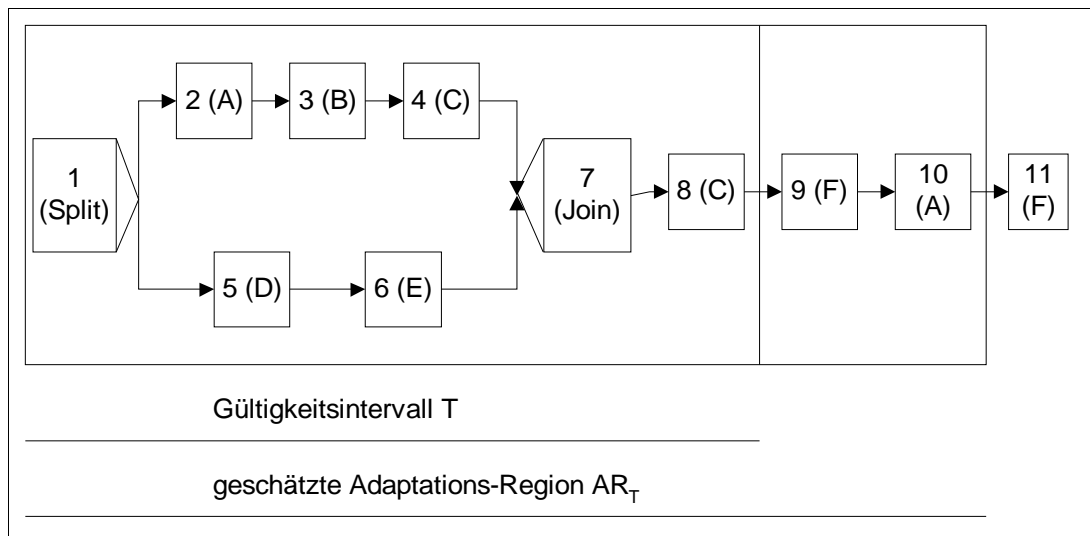 2 (A)
3 (B)
4 (C)
1
(Split)
7
(Join)
8 (C)
9 (F)
10
(A)
11
(F)
5 (D)
6 (E)
Gültigkeitsintervall T
geschätzte Adaptations-Region AR_T